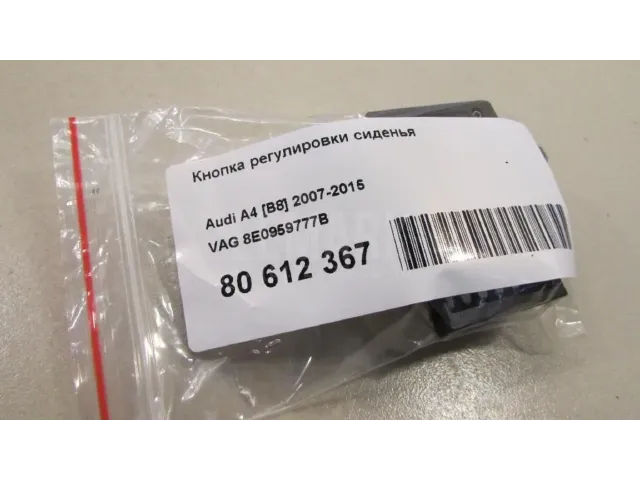 Кнопка регулировки сиденья
Audi A4 [B8] 2007-2015
VAG 8E0959777B
80 612 367